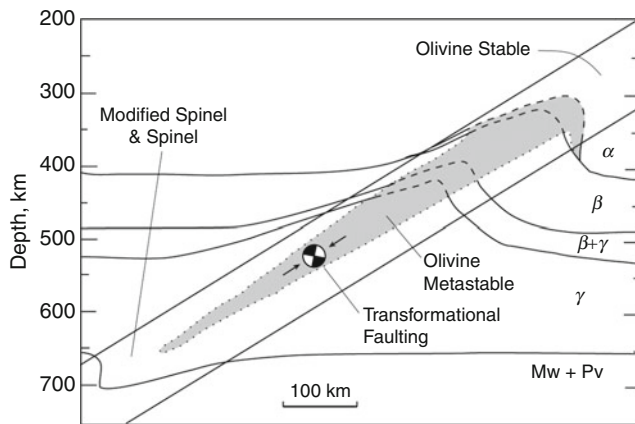 200
300
400
500
600
700
Depth, km
Olivine Stable
Modified Spinel
& Spinel
α
β
β+γ
γ
Olivine
Metastable
Transformational
Faulting
100 km
Mw + Pv